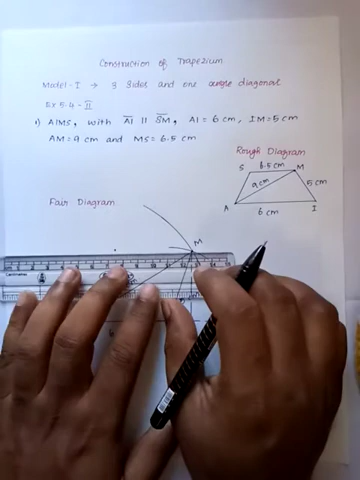 Construction of Trapezium
Model-I → 3 Sides and one diagonal
Ex 5.4 - II
1) AIMS, with AI || SM, AI = 6 cm, IM = 5 cm
AM = 9 cm and MS = 6.5 cm
Rough Diagram
S 6.5 cm M
9 cm 5 cm
A 6 cm I
Fair Diagram
M